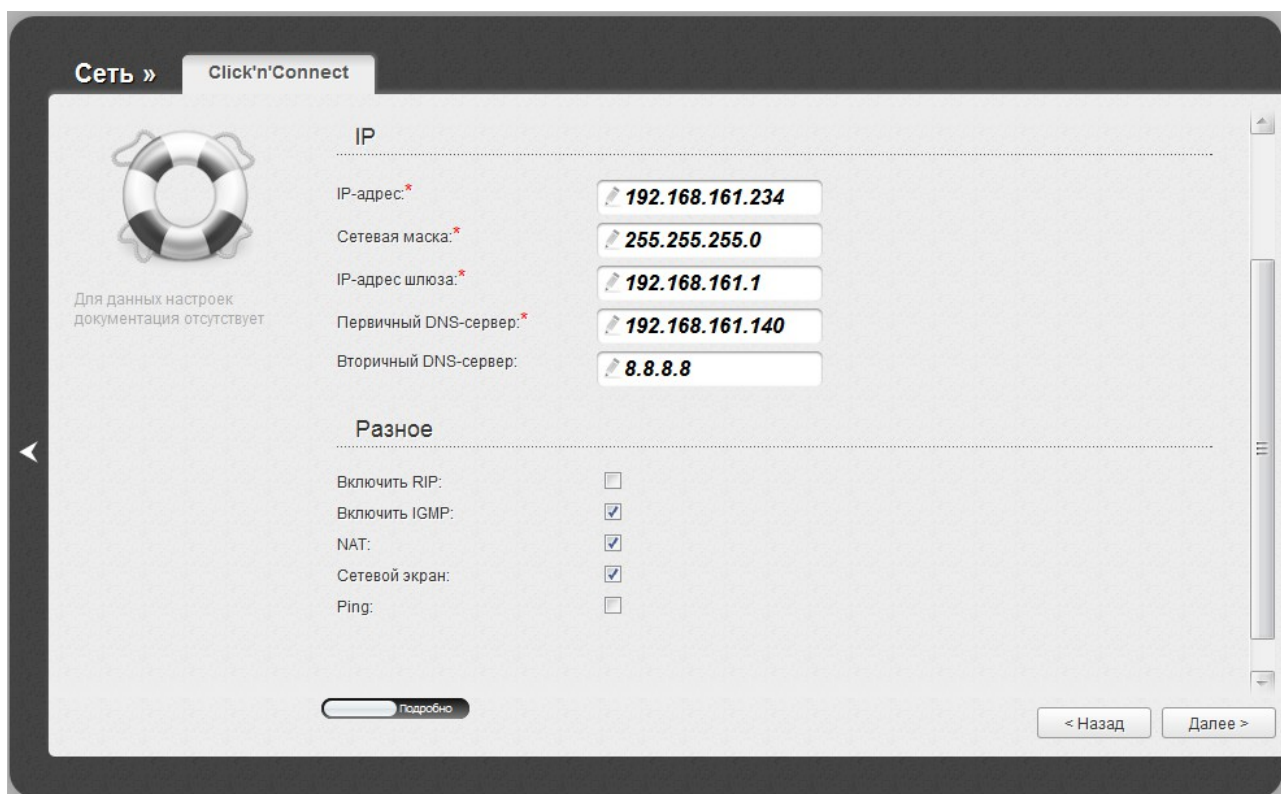 Сеть »
Click'n'Connect
Для данных настроек
документация отсутствует
IP
IP-адрес:* 192.168.161.234
Сетевая маска:* 255.255.255.0
IP-адрес шлюза:* 192.168.161.1
Первичный DNS-сервер:* 192.168.161.140
Вторичный DNS-сервер: 8.8.8.8
Разное
Включить RIP:
Включить IGMP:
NAT:
Сетевой экран:
Ping:
Подробно
< Назад
Далее >